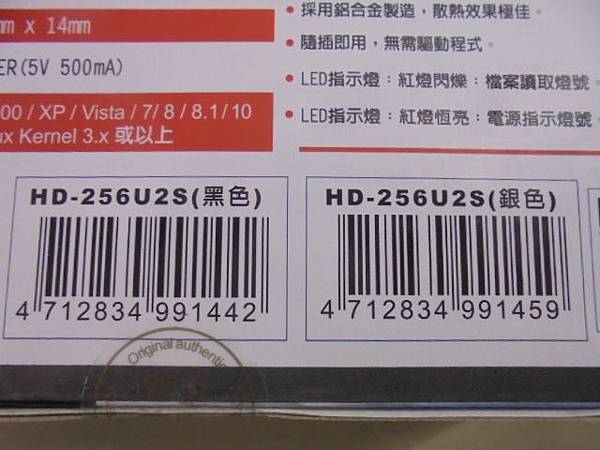 m x 14mm
ER(5V 500mA)
00 / XP / Vista / 7/ 8 / 8.1 / 10
ux Kernel 3.x 或以上
• 採用鋁合金製造，散熱效果極佳。
• 隨插即用，無需驅動程式。
• LED指示燈：紅燈閃爍：檔案讀取燈號
• LED指示燈：紅燈恆亮：電源指示燈號。
HD-256U2S(黑色)
4 712834 991442
HD-256U2S(銀色)
4 712834 991459
Original authentic